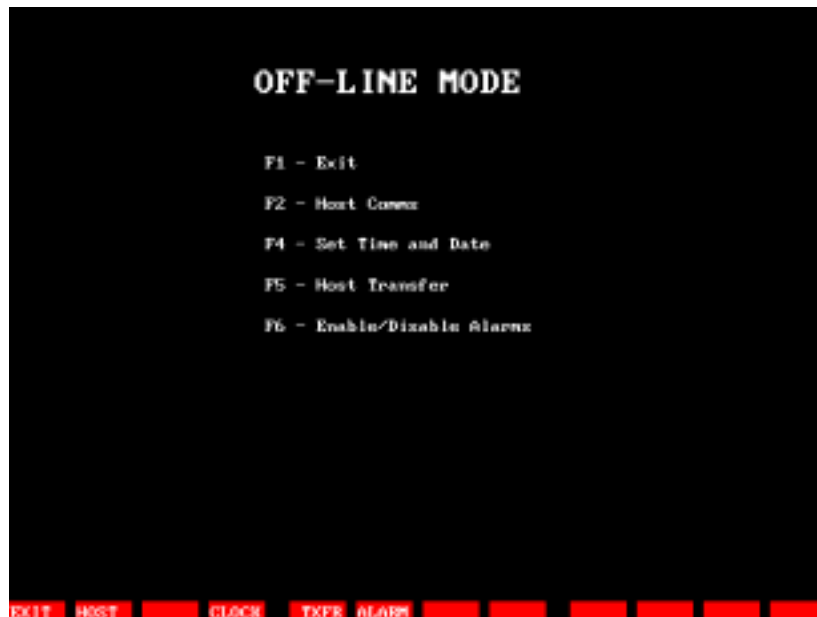 OFF-LINE MODE
F1 - Exit
F2 - Host Comms
F4 - Set Time and Date
F5 - Host Transfer
F6 - Enable/Disable Alarms
EXIT HOST CLOCK TXFR ALARM